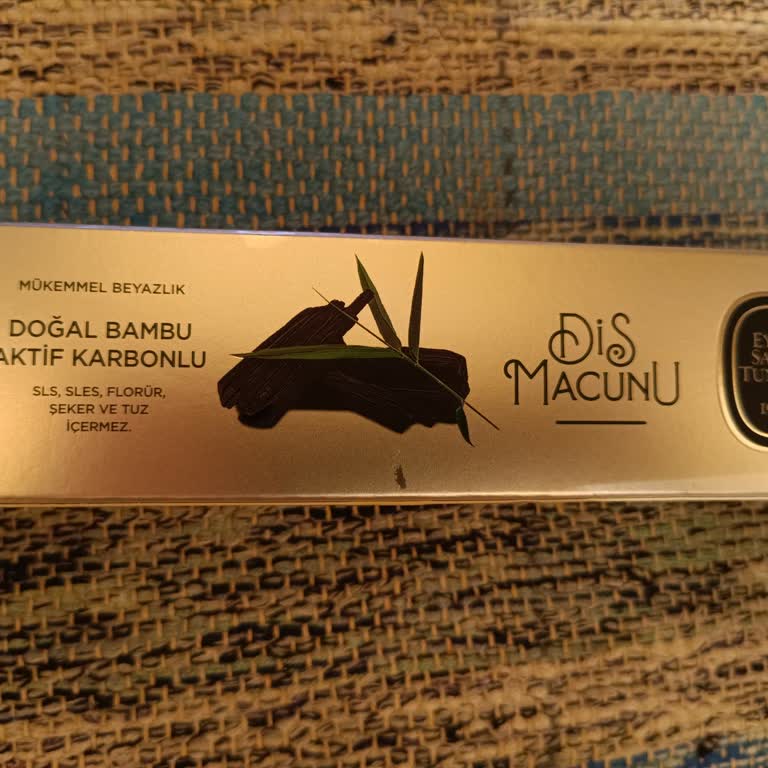 MÜKEMMEL BEYAZLIK
DOĞAL BAMBU
AKTİF KARBONLU
SLS, SLES, FLORÜR,
ŞEKER VE TUZ
İÇERMEZ.
DİS
MACUNU